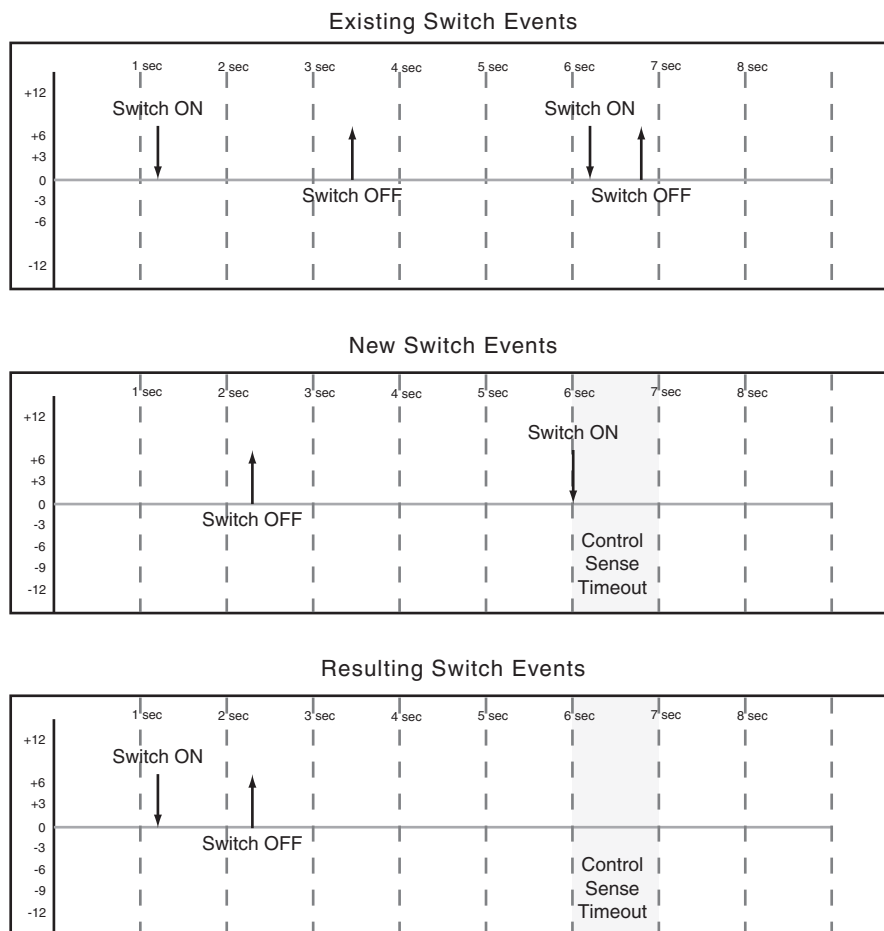 Existing Switch Events
1 sec 2 sec 3 sec 4 sec 5 sec 6 sec 7 sec 8 sec
+12
Switch ON Switch ON
+6
+3
0
-3
Switch OFF Switch OFF
-6
-12
New Switch Events
1 sec 2 sec 3 sec 4 sec 5 sec 6 sec 7 sec 8 sec
+12
Switch ON
+6
+3
0
Switch OFF
-3
-6
-9
-12
Control
Sense
Timeout
Resulting Switch Events
1 sec 2 sec 3 sec 4 sec 5 sec 6 sec 7 sec 8 sec
+12
Switch ON
+6
+3
0
Switch OFF
-3
-6
-9
-12
Control
Sense
Timeout